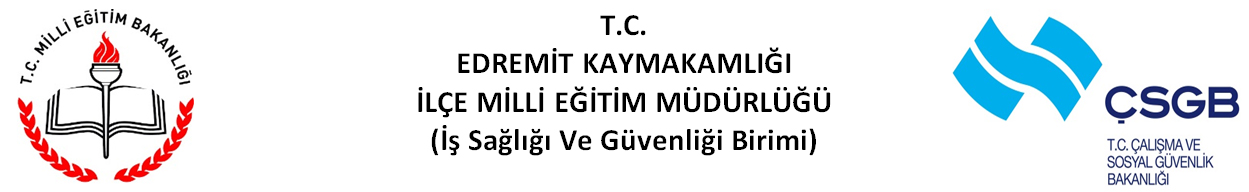 T.C. MİLLİ EĞİTİM BAKANLIĞI
T.C.
EDREMİT KAYMAKAMLIĞI
İLÇE MİLLİ EĞİTİM MÜDÜRLÜĞÜ
(İş Sağlığı Ve Güvenliği Birimi)
ÇSGB
T.C. ÇALIŞMA VE
SOSYAL GÜVENLİK
BAKANLIĞI